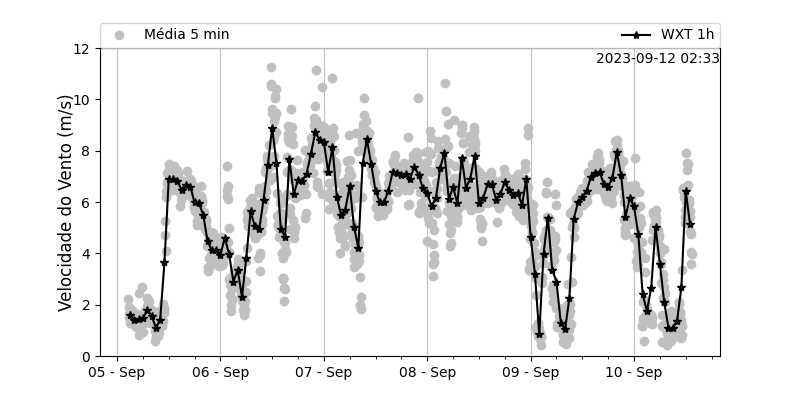 Média 5 min
WXT 1h
2023-09-12 02:33
Velocidade do Vento (m/s)
12
10
8
6
4
2
0
05 - Sep
06 - Sep
07 - Sep
08 - Sep
09 - Sep
10 - Sep